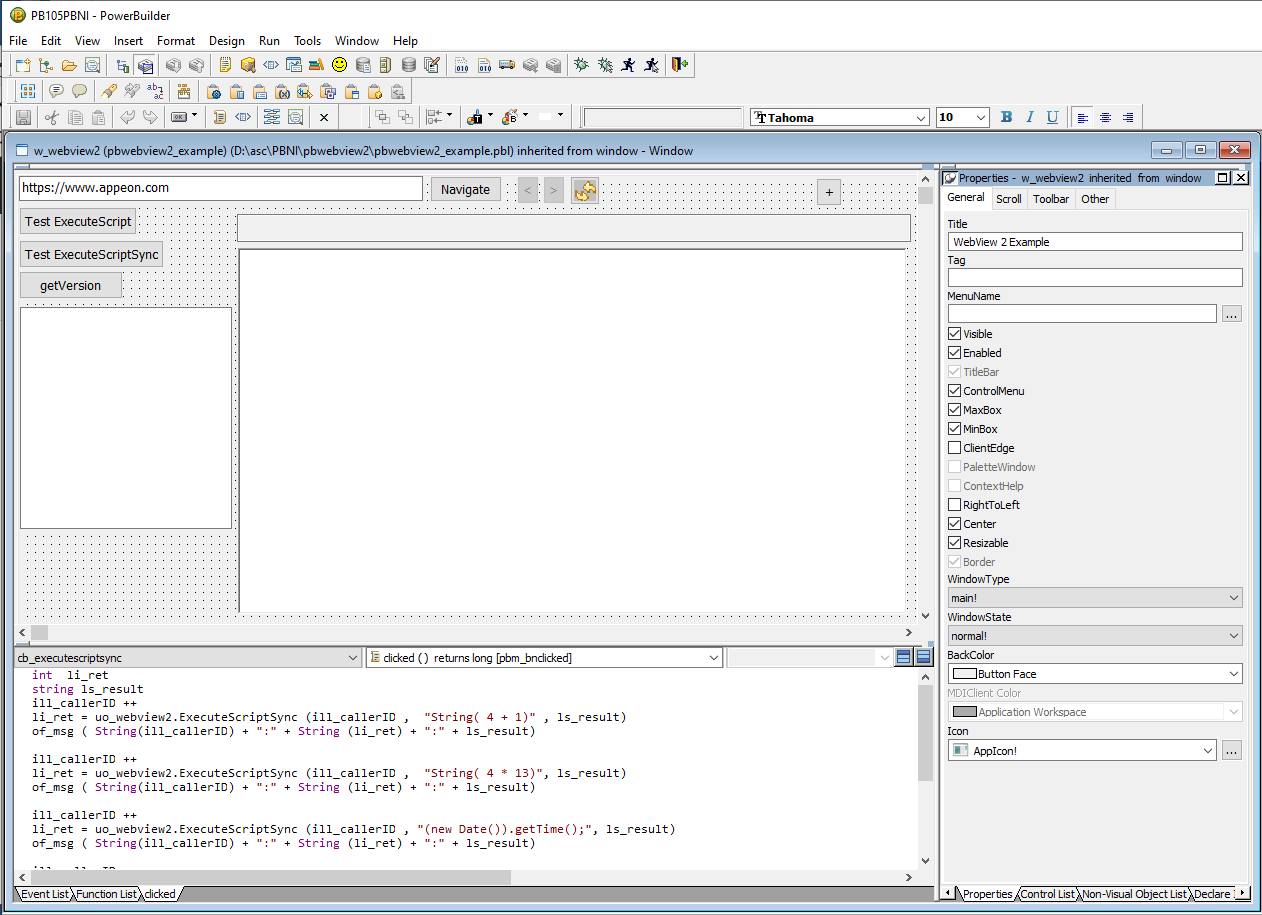 PB105PBNI - PowerBuilder
File Edit View Insert Format Design Run Tools Window Help
Tahoma 10 B I U
w_webview2 (pbwebview2_example) (D:\asc\PBNI\pbwebview2\pbwebview2_example.pbl) inherited from window - Window
https://www.appeon.com
Navigate
<
>
+
Test ExecuteScript
Test ExecuteScriptSync
getVersion
Properties - w_webview2 inherited from window
General Scroll Toolbar Other
Title
WebView 2 Example
Tag
MenuName
...
Visible
Enabled
TitleBar
ControlMenu
MaxBox
MinBox
ClientEdge
PaletteWindow
ContextHelp
RightToLeft
Center
Resizable
Border
WindowType
main!
WindowState
normal!
BackColor
Button Face
MDIClient Color
Application Workspace
Icon
AppIcon!
...
Properties Control List Non-Visual Object List Declare
cb_executescriptsync
clicked ( ) returns long [pbm_bnclicked]
int li_ret
string ls_result
ill_callerID ++
li_ret = uo_webview2.ExecuteScriptSync (ill_callerID , "String( 4 + 1)" , ls_result)
of_msg ( String(ill_callerID) + ":" + String (li_ret) + ":" + ls_result)
ill_callerID ++
li_ret = uo_webview2.ExecuteScriptSync (ill_callerID , "String( 4 * 13)", ls_result)
of_msg ( String(ill_callerID) + ":" + String (li_ret) + ":" + ls_result)
ill_callerID ++
li_ret = uo_webview2.ExecuteScriptSync (ill_callerID , "(new Date()).getTime();", ls_result)
of_msg ( String(ill_callerID) + ":" + String (li_ret) + ":" + ls_result)
Event List Function List clicked